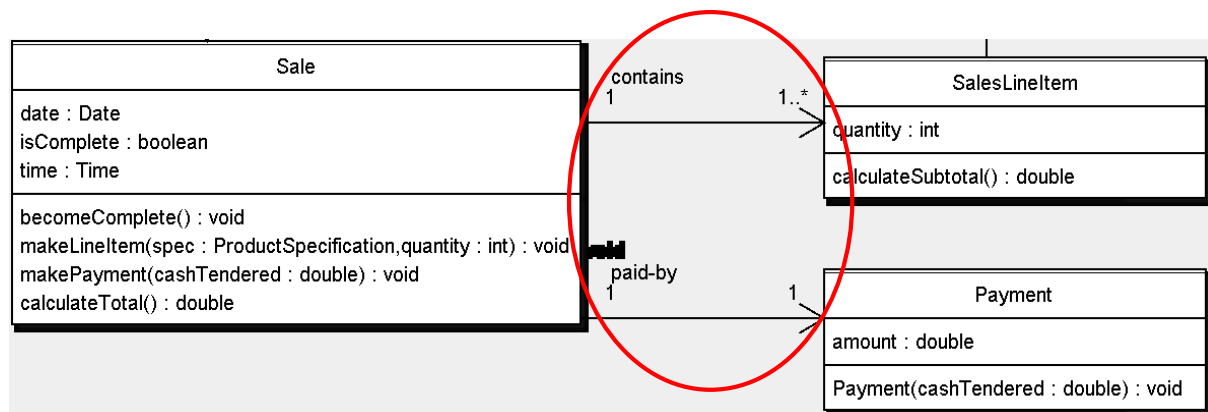 Sale
date : Date
isComplete : boolean
time : Time
becomeComplete() : void
makeLineItem(spec : ProductSpecification,quantity : int) : void
makePayment(cashTendered : double) : void
calculateTotal() : double
contains
1
1..*
void
paid-by
1
1
SalesLineItem
quantity : int
calculateSubtotal() : double
Payment
amount : double
Payment(cashTendered : double) : void